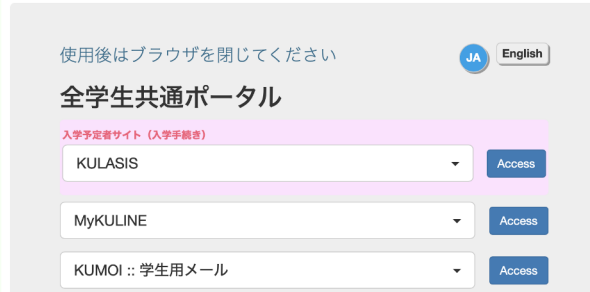 使用後はブラウザを閉じてください
JA English
全学生共通ポータル
入学予定者サイト（入学手続き）
KULASIS Access
MyKULINE Access
KUMOI :: 学生用メール Access